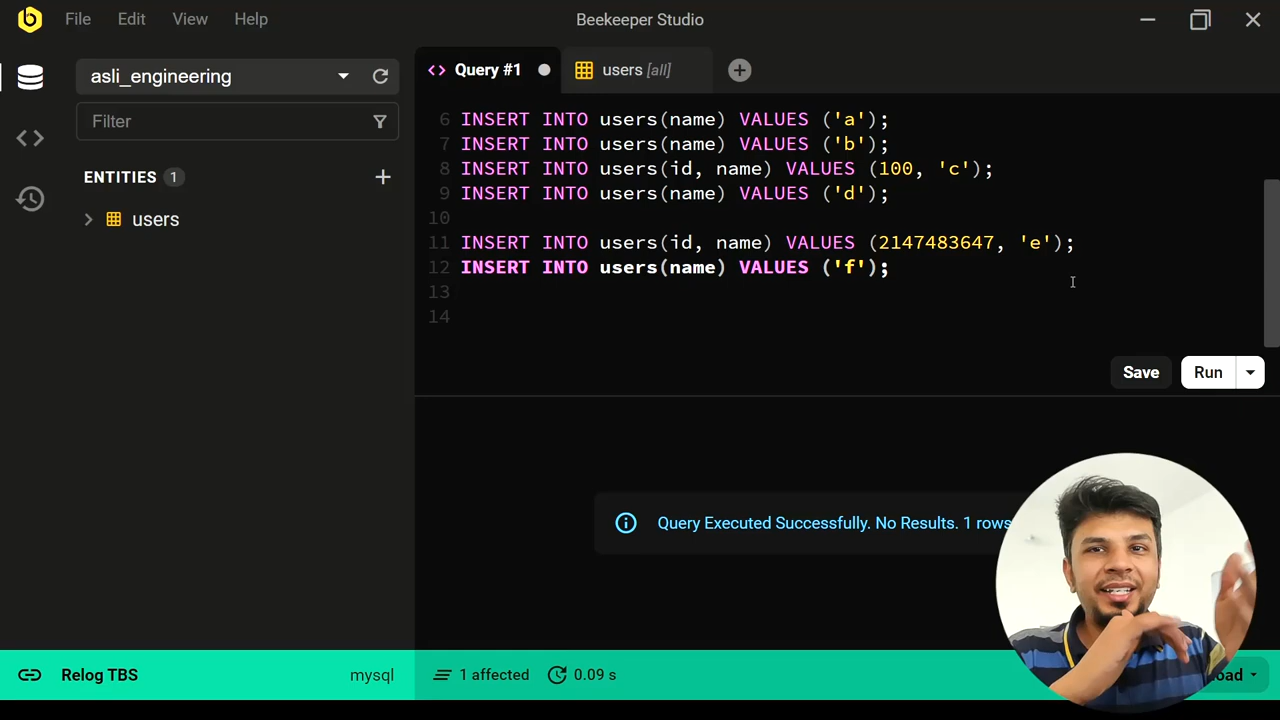 File Edit View Help Beekeeper Studio
asli_engineering
Filter
ENTITIES 1
users
Query #1 users [all]
6 INSERT INTO users(name) VALUES ('a');
7 INSERT INTO users(name) VALUES ('b');
8 INSERT INTO users(id, name) VALUES (100, 'c');
9 INSERT INTO users(name) VALUES ('d');
10
11 INSERT INTO users(id, name) VALUES (2147483647, 'e');
12 INSERT INTO users(name) VALUES ('f');
13
14
Save Run
Query Executed Successfully. No Results. 1 rows
Relog TBS mysql 1 affected 0.09 s